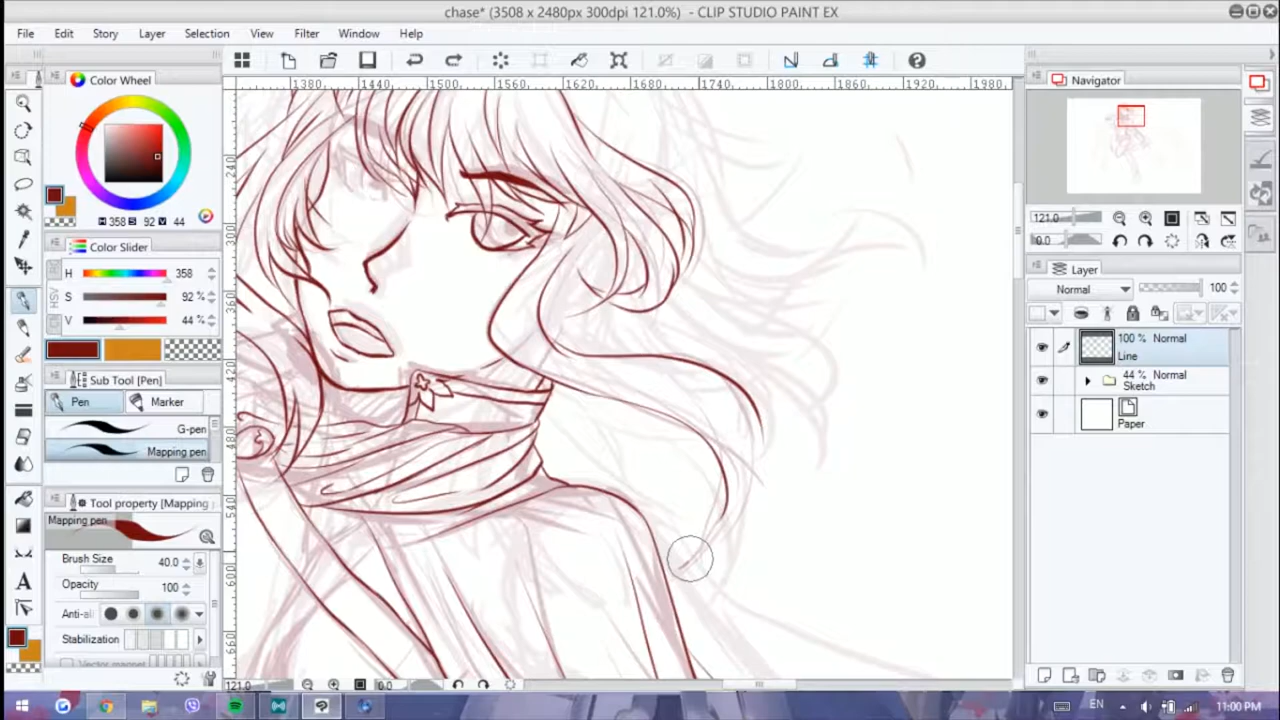 chase* (3508 x 2480px 300dpi 121.0%) - CLIP STUDIO PAINT EX
File Edit Story Layer Selection View Filter Window Help
Color Wheel
H 358 S 92 V 44
Color Slider
H 358
S 92 %
V 44 %
Sub Tool [Pen]
Pen Marker
G-pen
Mapping pen
Tool property [Mapping
Mapping pen
Brush Size 40.0
Opacity 100
Anti-ali
Stabilization
Vector magnet
1380 1440 1500 1560 1620 1680 1740 1800 1860 1920 1980
240
300
360
420
480
540
600
660
121.0 0.0
Navigator
121.0
0.0
Layer
Normal 100
100 % Normal
Line
44 % Normal
Sketch
Paper
EN 11:00 PM